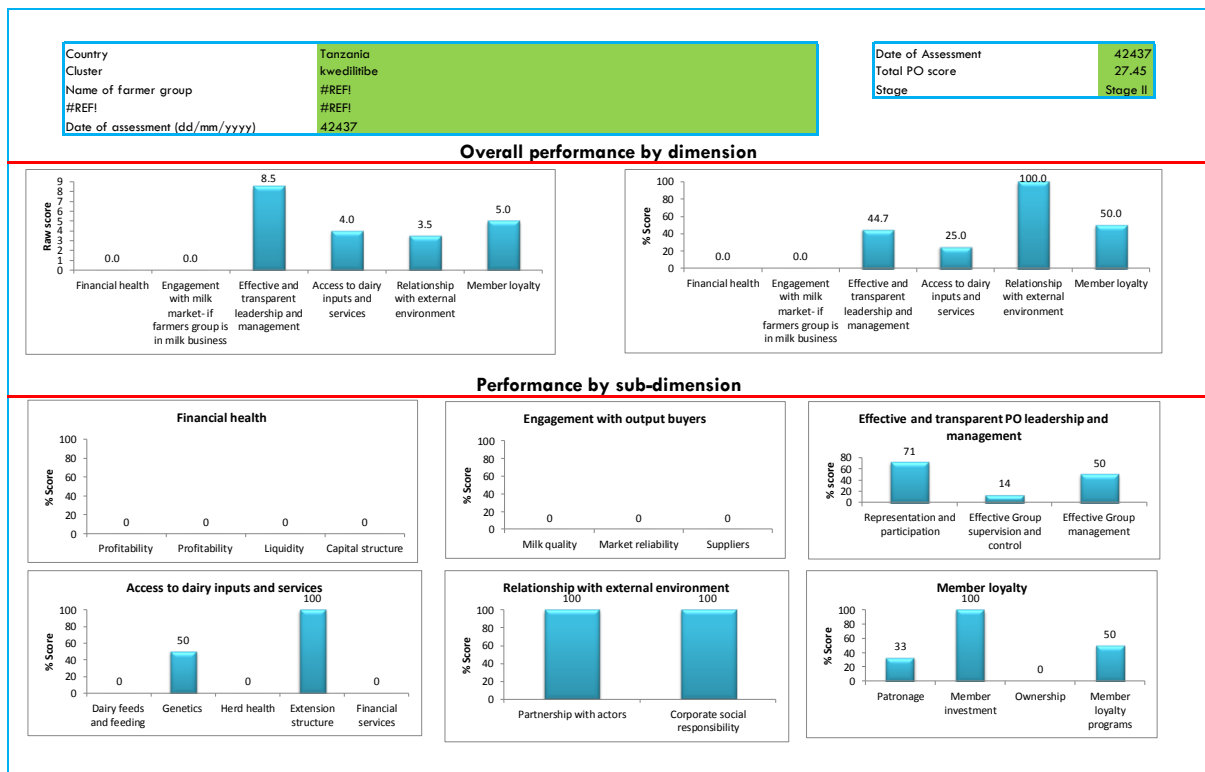 Country Tanzania
Cluster kwedilitibe
Name of farmer group #REF!
#REF! #REF!
Date of assessment (dd/mm/yyyy) 42437
Date of Assessment 42437
Total PO score 27.45
Stage Stage II
Overall performance by dimension
Raw score
9
8
7
6
5
4
3
2
1
0
0.0 0.0 8.5 4.0 3.5 5.0
Financial health
Engagement
with milk
market- if
farmers group is
in milk business
Effective and
transparent
leadership and
management
Access to dairy
inputs and
services
Relationship
with external
environment
Member loyalty
% Score
100
80
60
40
20
0
0.0 0.0 44.7 25.0 100.0 50.0
Financial health
Engagement
with milk
market- if
farmers group is
in milk business
Effective and
transparent
leadership and
management
Access to dairy
inputs and
services
Relationship
with external
environment
Member loyalty
Performance by sub-dimension
Financial health
% Score
100
80
60
40
20
0
0 0 0 0
Profitability Profitability Liquidity Capital structure
Engagement with output buyers
% Score
100
80
60
40
20
0
0 0 0
Milk quality Market reliability Suppliers
Effective and transparent PO leadership and
management
% score
80
60
40
20
0
71 14 50
Representation and
participation
Effective Group
supervision and
control
Effective Group
management
Access to dairy inputs and services
% Score
100
80
60
40
20
0
0 50 0 100 0
Dairy feeds
and feeding
Genetics
Herd health
Extension
structure
Financial
services
Relationship with external environment
% Score
100
80
60
40
20
0
100 100
Partnership with actors
Corporate social
responsibility
Member loyalty
% Score
100
80
60
40
20
0
33 100 0 50
Patronage
Member
investment
Ownership
Member
loyalty
programs